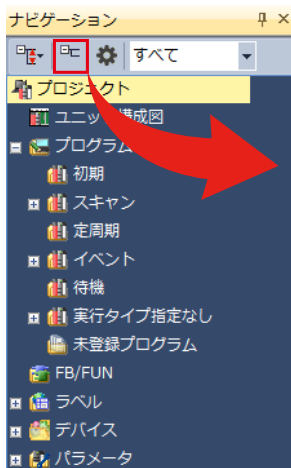 ナビゲーション
すべて
プロジェクト
ユニット構成図
プログラム
初期
スキャン
定周期
イベント
待機
実行タイプ指定なし
未登録プログラム
FB/FUN
ラベル
デバイス
パラメータ